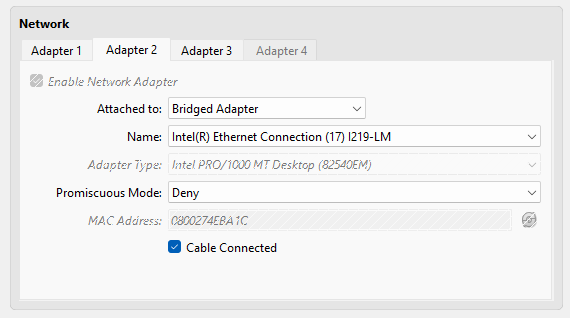 Network
Adapter 1 Adapter 2 Adapter 3 Adapter 4
Enable Network Adapter
Attached to: Bridged Adapter
Name: Intel(R) Ethernet Connection (17) I219-LM
Adapter Type: Intel PRO/1000 MT Desktop (82540EM)
Promiscuous Mode: Deny
MAC Address: 0800274EBA1C
Cable Connected